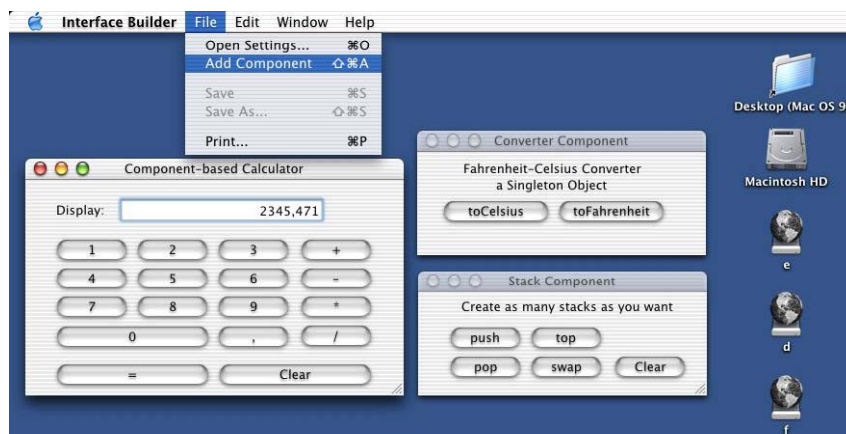 Interface Builder File Edit Window Help
Open Settings... ⌘O
Add Component ⇧⌘A
Save ⌘S
Save As... ⇧⌘S
Print... ⌘P
Component-based Calculator
Display: 2345,471
1 2 3 +
4 5 6 -
7 8 9 *
0 , /
= Clear
Converter Component
Fahrenheit-Celsius Converter
a Singleton Object
toCelsius toFahrenheit
Stack Component
Create as many stacks as you want
push top
pop swap Clear
Desktop (Mac OS 9
Macintosh HD
e
d
f